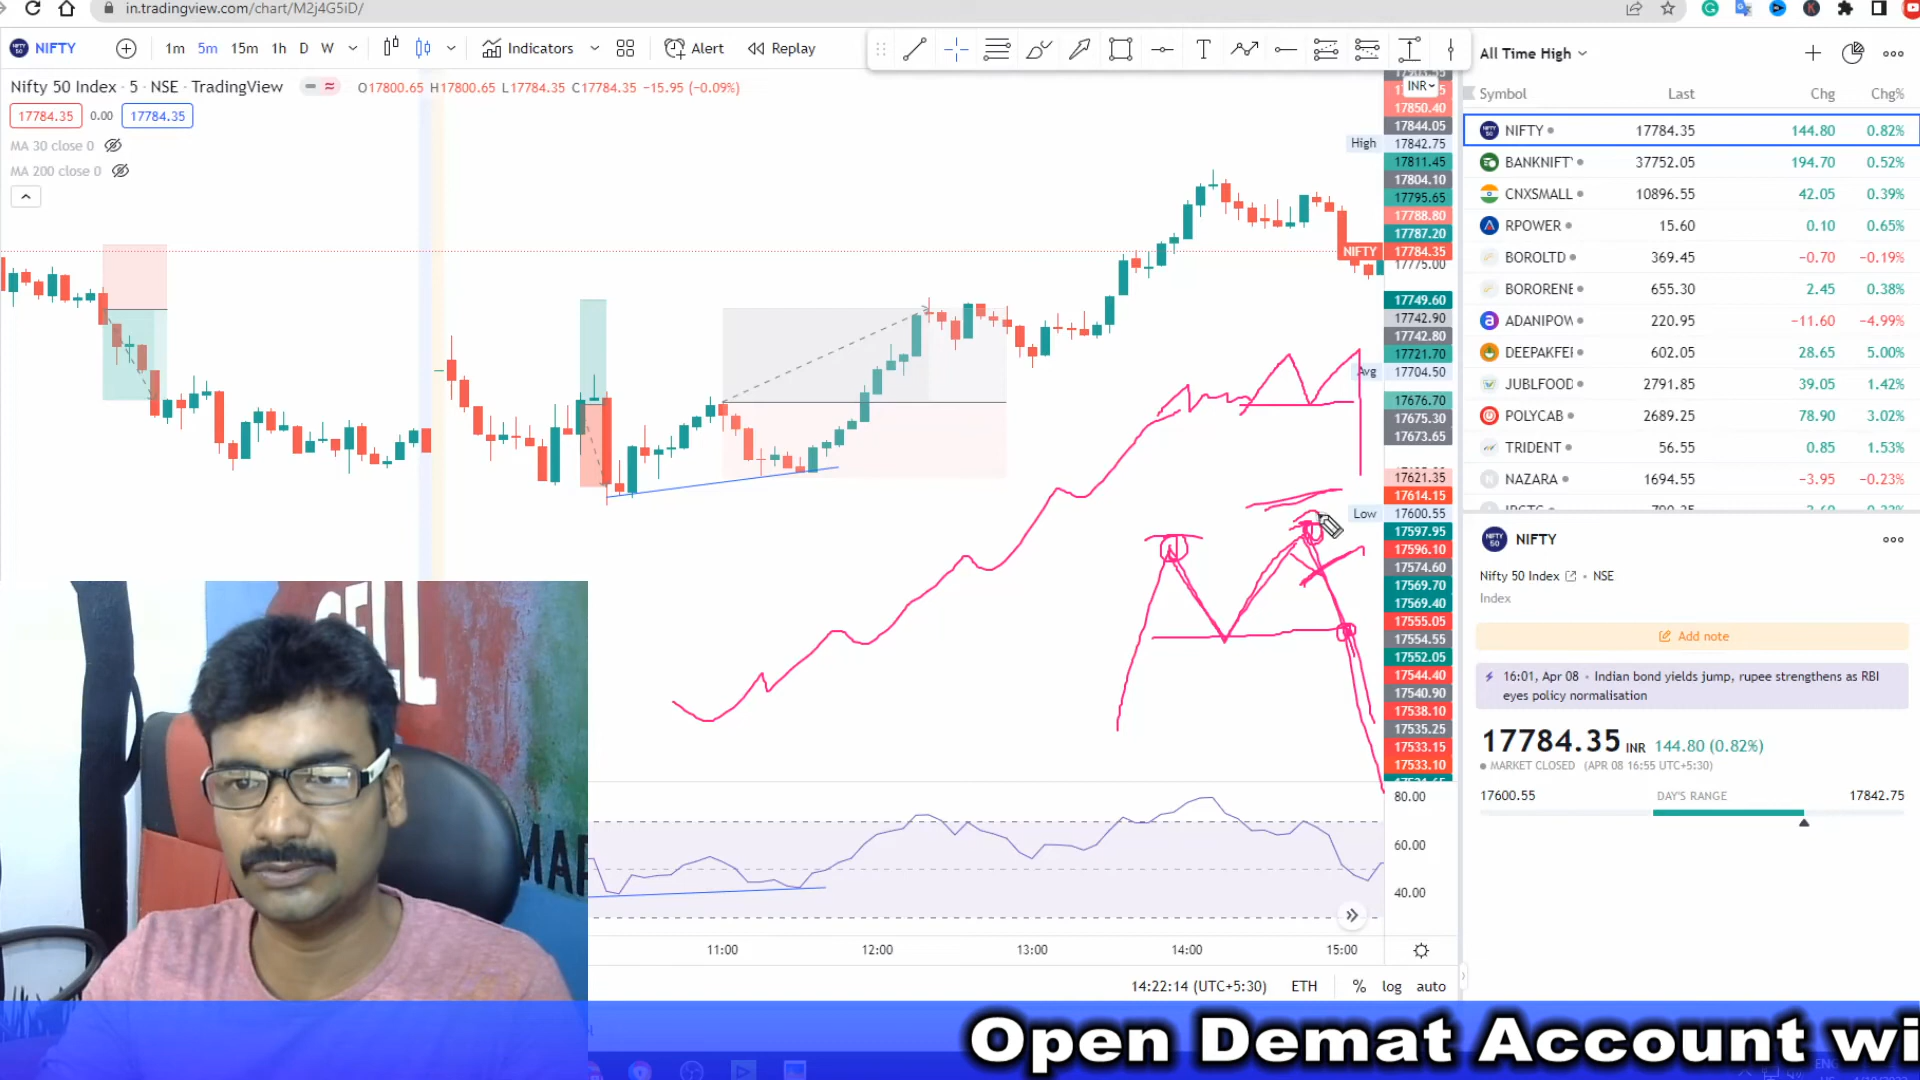 in.tradingview.com/chart/M2j4G5iD/
NIFTY 1m 5m 15m 1h D W Indicators Alert Replay
All Time High
Nifty 50 Index · 5 · NSE · TradingView O17800.65 H17800.65 L17784.35 C17784.35 −15.95 (−0.09%)
17784.35 0.00 17784.35
MA 30 close 0
MA 200 close 0
INR
17850.40
17844.05
High 17842.75
17811.45
17804.10
17795.65
17788.80
17787.20
NIFTY 17784.35
17775.00
17749.60
17742.90
17742.80
17721.70
Avg 17704.50
17676.70
17675.30
17673.65
17621.35
17614.15
Low 17600.55
17597.95
17596.10
17574.60
17569.70
17569.40
17555.05
17554.55
17552.05
17544.40
17540.90
17538.10
17535.25
17533.15
17533.10
80.00
60.00
40.00
11:00 12:00 13:00 14:00 15:00
14:22:14 (UTC+5:30) ETH % log auto
Symbol Last Chg Chg%
NIFTY 17784.35 144.80 0.82%
BANKNIFTY 37752.05 194.70 0.52%
CNXSMALL 10896.55 42.05 0.39%
RPOWER 15.60 0.10 0.65%
BOROLTD 369.45 −0.70 −0.19%
BORORENE 655.30 2.45 0.38%
ADANIPOW 220.95 −11.60 −4.99%
DEEPAKFEI 602.05 28.65 5.00%
JUBLFOOD 2791.85 39.05 1.42%
POLYCAB 2689.25 78.90 3.02%
TRIDENT 56.55 0.85 1.53%
NAZARA 1694.55 −3.95 −0.23%
NIFTY
Nifty 50 Index • NSE
Index
Add note
16:01, Apr 08 • Indian bond yields jump, rupee strengthens as RBI
eyes policy normalisation
17784.35 INR 144.80 (0.82%)
MARKET CLOSED (APR 08 16:55 UTC+5:30)
17600.55 DAY'S RANGE 17842.75
Open Demat Account wi